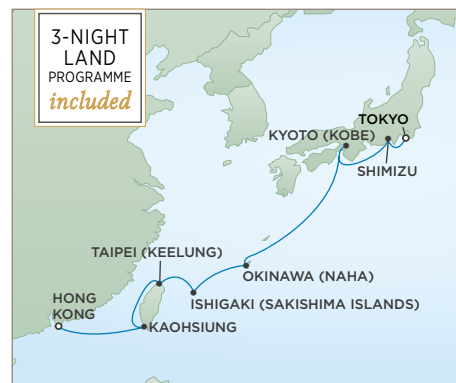 3-NIGHT
LAND
PROGRAMME
included
TOKYO
KYOTO (KOBE)
SHIMIZU
TAIPEI (KEELUNG)
OKINAWA (NAHA)
HONG
KONG
ISHIGAKI (SAKISHIMA ISLANDS)
KAOHSIUNG